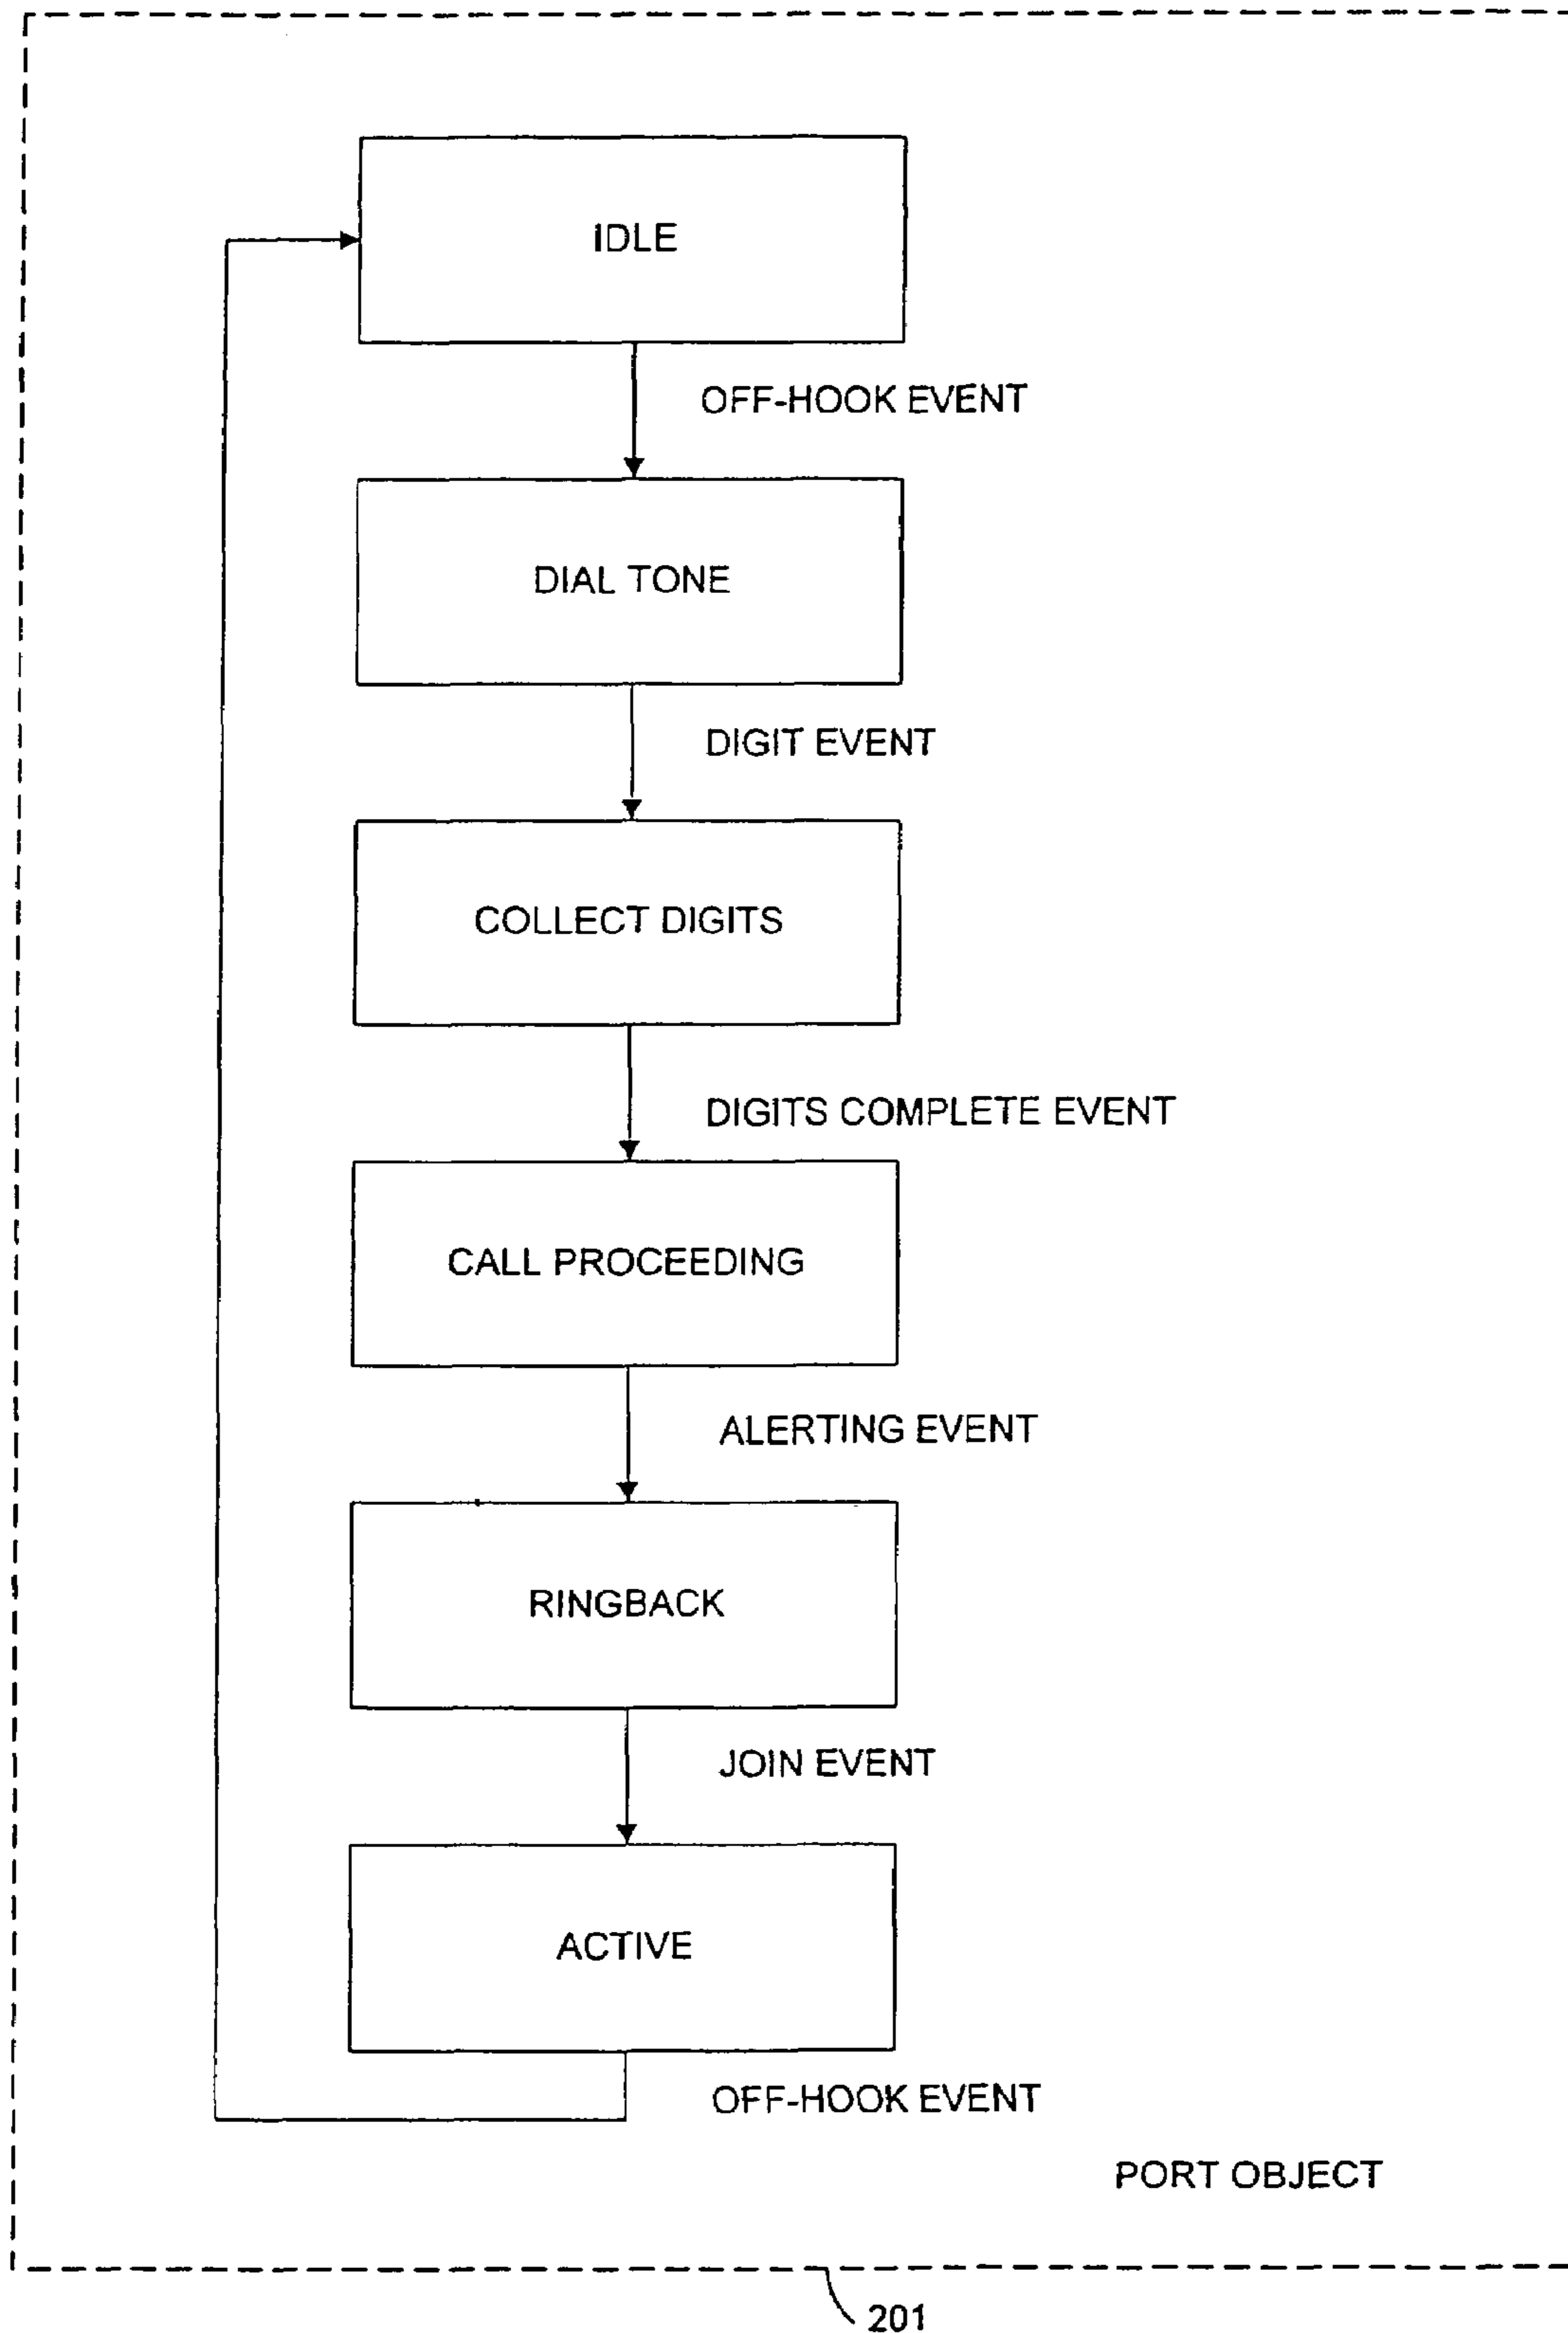 IDLE
OFF-HOOK EVENT
DIAL TONE
DIGIT EVENT
COLLECT DIGITS
DIGITS COMPLETE EVENT
CALL PROCEEDING
ALERTING EVENT
RINGBACK
JOIN EVENT
ACTIVE
OFF-HOOK EVENT
PORT OBJECT
201